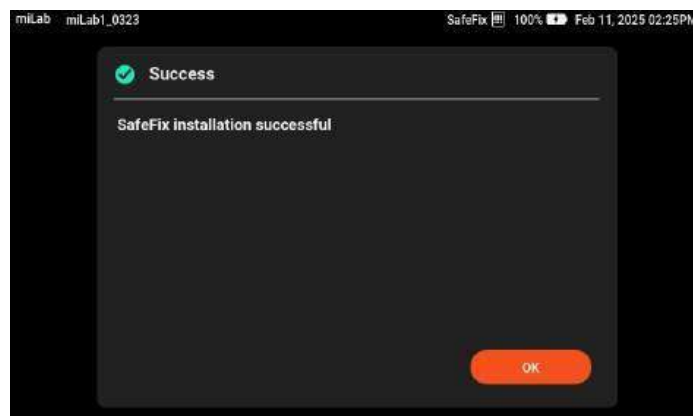 miLab miLab1_0323 SafeFix 100% Feb 11, 2025 02:25PM
Success
SafeFix installation successful
OK